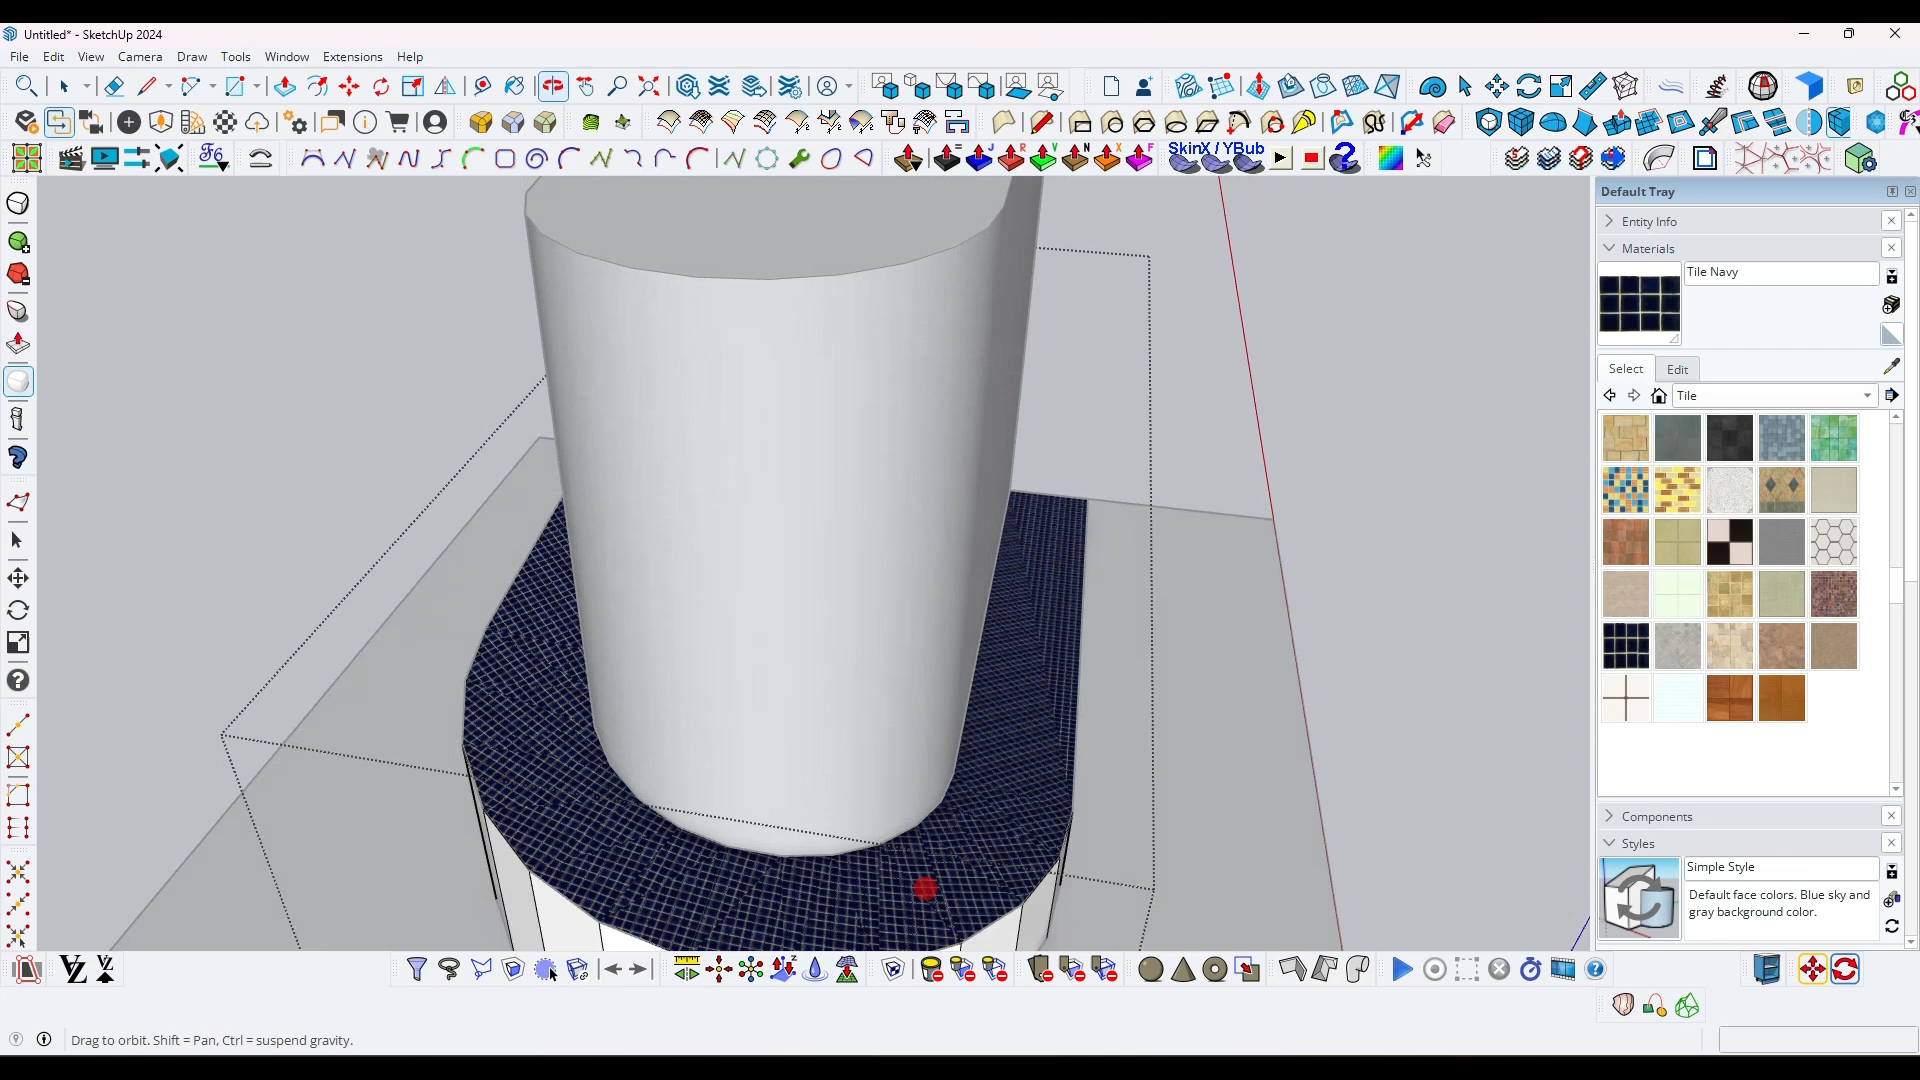 Untitled* - SketchUp 2024
File Edit View Camera Draw Tools Window Extensions Help
SkinX / YBub
Default Tray
Entity Info
Materials
Tile Navy
Select Edit
Tile
Components
Styles
Simple Style
Default face colors. Blue sky and
gray background color.
Drag to orbit. Shift = Pan, Ctrl = suspend gravity.